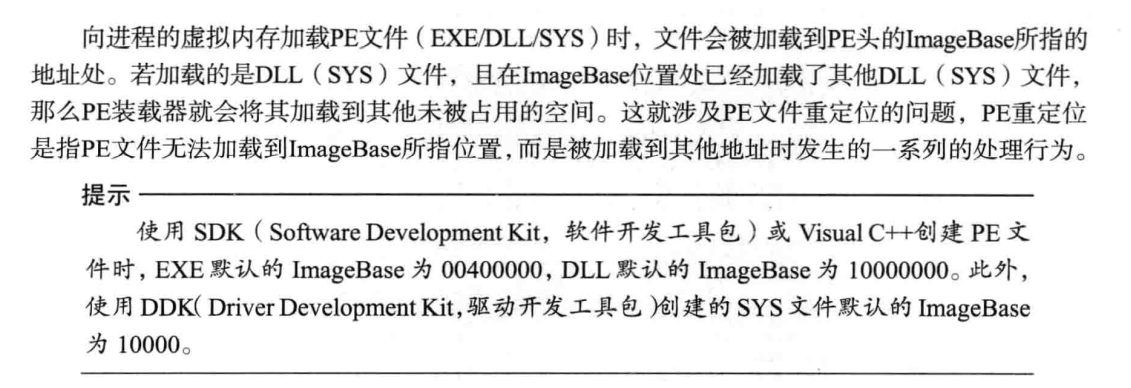 向进程的虚拟内存加载PE文件（EXE/DLL/SYS）时，文件会被加载到PE头的ImageBase所指的
地址处。若加载的是DLL（SYS）文件，且在ImageBase位置处已经加载了其他DLL（SYS）文件，
那么PE装载器就会将其加载到其他未被占用的空间。这就涉及PE文件重定位的问题，PE重定位
是指PE文件无法加载到ImageBase所指位置，而是被加载到其他地址时发生的一系列的处理行为。
提示
使用 SDK（Software Development Kit，软件开发工具包）或 Visual C++创建 PE 文
件时，EXE 默认的 ImageBase 为 00400000，DLL 默认的 ImageBase 为 10000000。此外，
使用 DDK（Driver Development Kit，驱动开发工具包）创建的 SYS 文件默认的 ImageBase
为 10000。